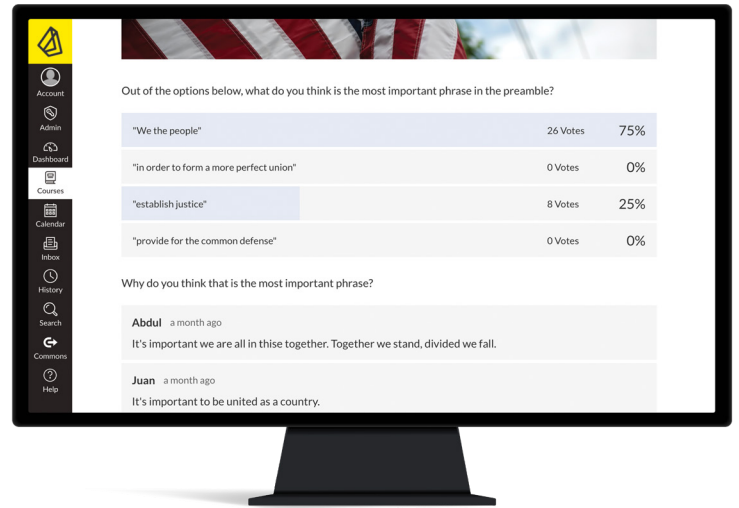 Account
Admin
Dashboard
Courses
Calendar
Inbox
History
Search
Commons
Help
Out of the options below, what do you think is the most important phrase in the preamble?
"We the people" 26 Votes 75%
"in order to form a more perfect union" 0 Votes 0%
"establish justice" 8 Votes 25%
"provide for the common defense" 0 Votes 0%
Why do you think that is the most important phrase?
Abdul a month ago
It's important we are all in thise together. Together we stand, divided we fall.
Juan a month ago
It's important to be united as a country.